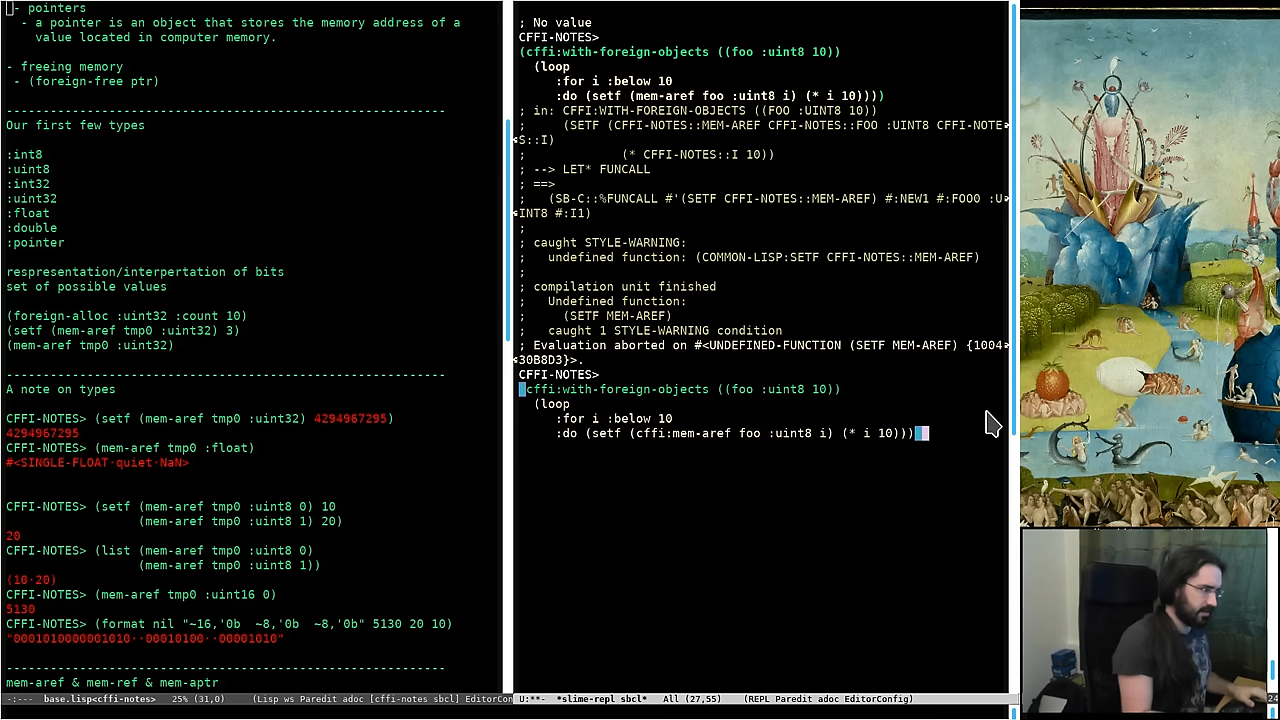 - pointers
  - a pointer is an object that stores the memory address of a
    value located in computer memory.
- freeing memory
 - (foreign-free ptr)
------------------------------------------------------------
Our first few types
:int8
:uint8
:int32
:uint32
:float
:double
:pointer
respresentation/interpertation of bits
set of possible values
(foreign-alloc :uint32 :count 10)
(setf (mem-aref tmp0 :uint32) 3)
(mem-aref tmp0 :uint32)
------------------------------------------------------------
A note on types
CFFI-NOTES> (setf (mem-aref tmp0 :uint32) 4294967295)
4294967295
CFFI-NOTES> (mem-aref tmp0 :float)
#<SINGLE-FLOAT·quiet·NaN>
CFFI-NOTES> (setf (mem-aref tmp0 :uint8 0) 10
                  (mem-aref tmp0 :uint8 1) 20)
20
CFFI-NOTES> (list (mem-aref tmp0 :uint8 0)
                  (mem-aref tmp0 :uint8 1))
(10·20)
CFFI-NOTES> (mem-aref tmp0 :uint16 0)
5130
CFFI-NOTES> (format nil "~16,'0b  ~8,'0b  ~8,'0b" 5130 20 10)
"0001010000001010··00010100··00001010"
------------------------------------------------------------
mem-aref & mem-ref & mem-aptr
-:---  base.lisp<cffi-notes>   25% (31,0)     (Lisp ws Paredit adoc [cffi-notes sbcl] EditorCon
; No value
CFFI-NOTES>
(cffi:with-foreign-objects ((foo :uint8 10))
  (loop
     :for i :below 10
     :do (setf (mem-aref foo :uint8 i) (* i 10))))
; in: CFFI:WITH-FOREIGN-OBJECTS ((FOO :UINT8 10))
;     (SETF (CFFI-NOTES::MEM-AREF CFFI-NOTES::FOO :UINT8 CFFI-NOTE
S::I)
;             (* CFFI-NOTES::I 10))
; --> LET* FUNCALL
; ==>
;   (SB-C::%FUNCALL #'(SETF CFFI-NOTES::MEM-AREF) #:NEW1 #:FOO0 :U
INT8 #:I1)
;
; caught STYLE-WARNING:
;   undefined function: (COMMON-LISP:SETF CFFI-NOTES::MEM-AREF)
;
; compilation unit finished
;   Undefined function:
;     (SETF MEM-AREF)
;   caught 1 STYLE-WARNING condition
; Evaluation aborted on #<UNDEFINED-FUNCTION (SETF MEM-AREF) {1004
30B8D3}>.
CFFI-NOTES>
(cffi:with-foreign-objects ((foo :uint8 10))
  (loop
     :for i :below 10
     :do (setf (cffi:mem-aref foo :uint8 i) (* i 10))))
U:**-  *slime-repl sbcl*   All (27,55)    (REPL Paredit adoc EditorConfig)
24